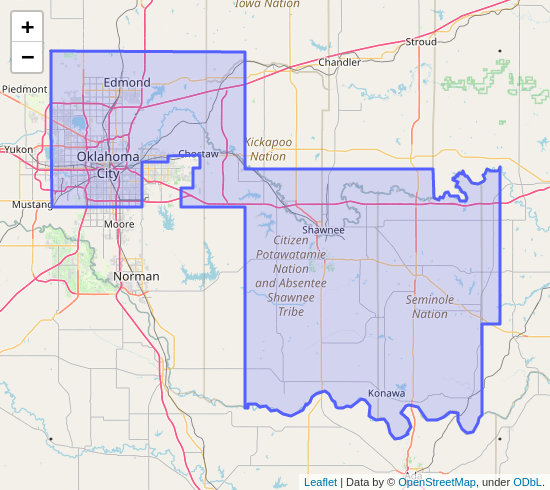 Iowa Nation
+
−
Stroud
Chandler
Edmond
Piedmont
Kickapoo
Nation
Yukon
Oklahoma
City
Choctaw
Mustang
Moore
Shawnee
Citizen
Potawatamie
Nation
and Absentee
Shawnee
Tribe
Norman
Seminole
Nation
Konawa
Leaflet | Data by © OpenStreetMap, under ODbL.